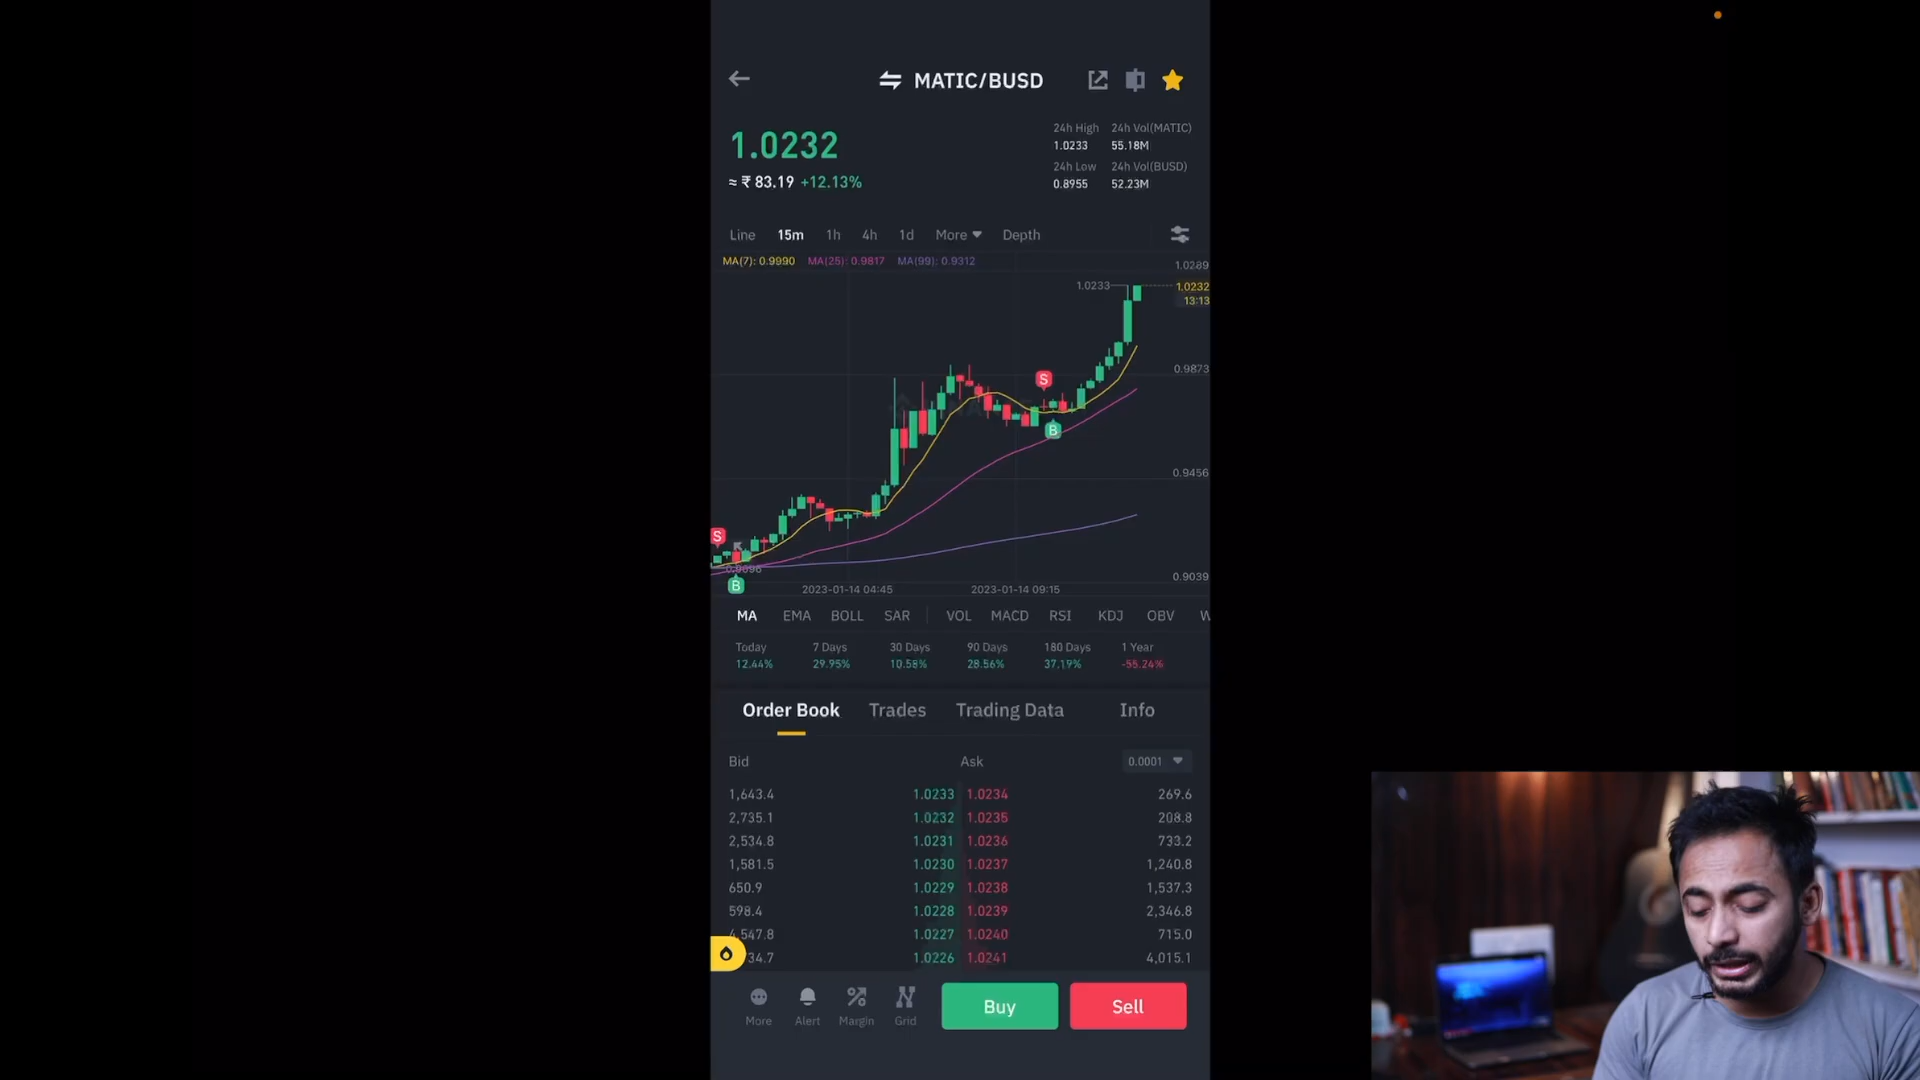 MATIC/BUSD
1.0232
≈ ₹ 83.19 +12.13%
24h High 24h Vol(MATIC)
1.0233 55.18M
24h Low 24h Vol(BUSD)
0.8955 52.23M
Line 15m 1h 4h 1d More Depth
MA(7): 0.9990 MA(25): 0.9817 MA(99): 0.9312
1.0289
1.0233
1.0232
13:13
0.9873
S
B
0.9456
S
B
0.9039
2023-01-14 04:45 2023-01-14 09:15
MA EMA BOLL SAR VOL MACD RSI KDJ OBV W
Today 7 Days 30 Days 90 Days 180 Days 1 Year
12.44% 29.95% 10.58% 28.56% 37.19% -55.24%
Order Book Trades Trading Data Info
Bid Ask 0.0001
1,643.4 1.0233 1.0234 269.6
2,735.1 1.0232 1.0235 208.8
2,534.8 1.0231 1.0236 733.2
1,581.5 1.0230 1.0237 1,240.8
650.9 1.0229 1.0238 1,537.3
598.4 1.0228 1.0239 2,346.8
4,547.8 1.0227 1.0240 715.0
34.7 1.0226 1.0241 4,015.1
More Alert Margin Grid Buy Sell